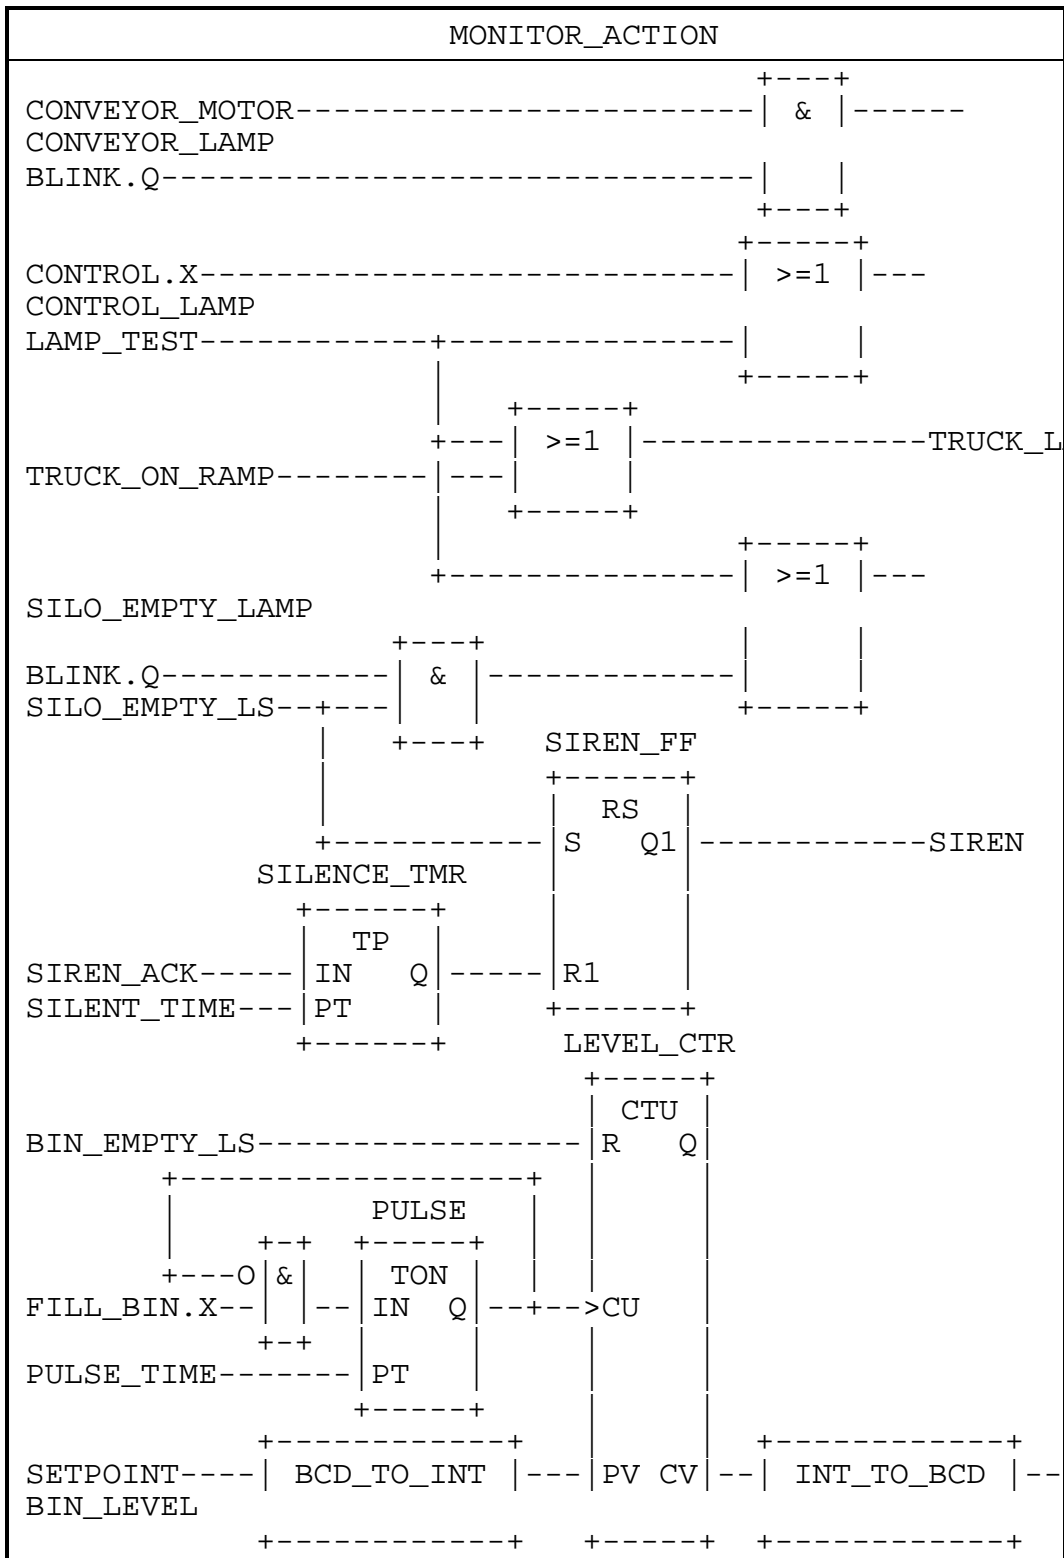 MONITOR_ACTION
+---+
CONVEYOR_MOTOR------------------------| & |------
CONVEYOR_LAMP
BLINK.Q-------------------------------|   |
+---+
+-----+
CONTROL.X----------------------------| >=1 |---
CONTROL_LAMP
LAMP_TEST------------+---------------|     |
|                +-----+
|   +-----+
+---| >=1 |---------------TRUCK_L
TRUCK_ON_RAMP--------|---|     |
|   +-----+
|                +-----+
+---------------| >=1 |---
SILO_EMPTY_LAMP
+---+              |     |
BLINK.Q------------| & |-------------|     |
SILO_EMPTY_LS--+---|   |             +-----+
|   +---+   SIREN_FF
|           +------+
|           |  RS  |
+-----------|S   Q1|------------SIREN
SILENCE_TMR    |      |
+------+     |      |
|  TP  |     |      |
SIREN_ACK-----|IN   Q|-----|R1    |
SILENT_TIME---|PT    |     +------+
+------+      LEVEL_CTR
+-----+
| CTU |
BIN_EMPTY_LS-----------------|R   Q|
+-------------------+  |     |
|          PULSE    |  |     |
|    +-+  +-----+   |  |     |
+---O|&|  | TON |   |  |     |
FILL_BIN.X--| |--|IN  Q|--+-->CU    |
+-+  |     |      |     |
PULSE_TIME-------|PT   |      |     |
+-----+      |     |
+------------+   |     |  +------------+
SETPOINT----| BCD_TO_INT |---|PV CV|--| INT_TO_BCD |--
BIN_LEVEL
+------------+   +-----+  +------------+